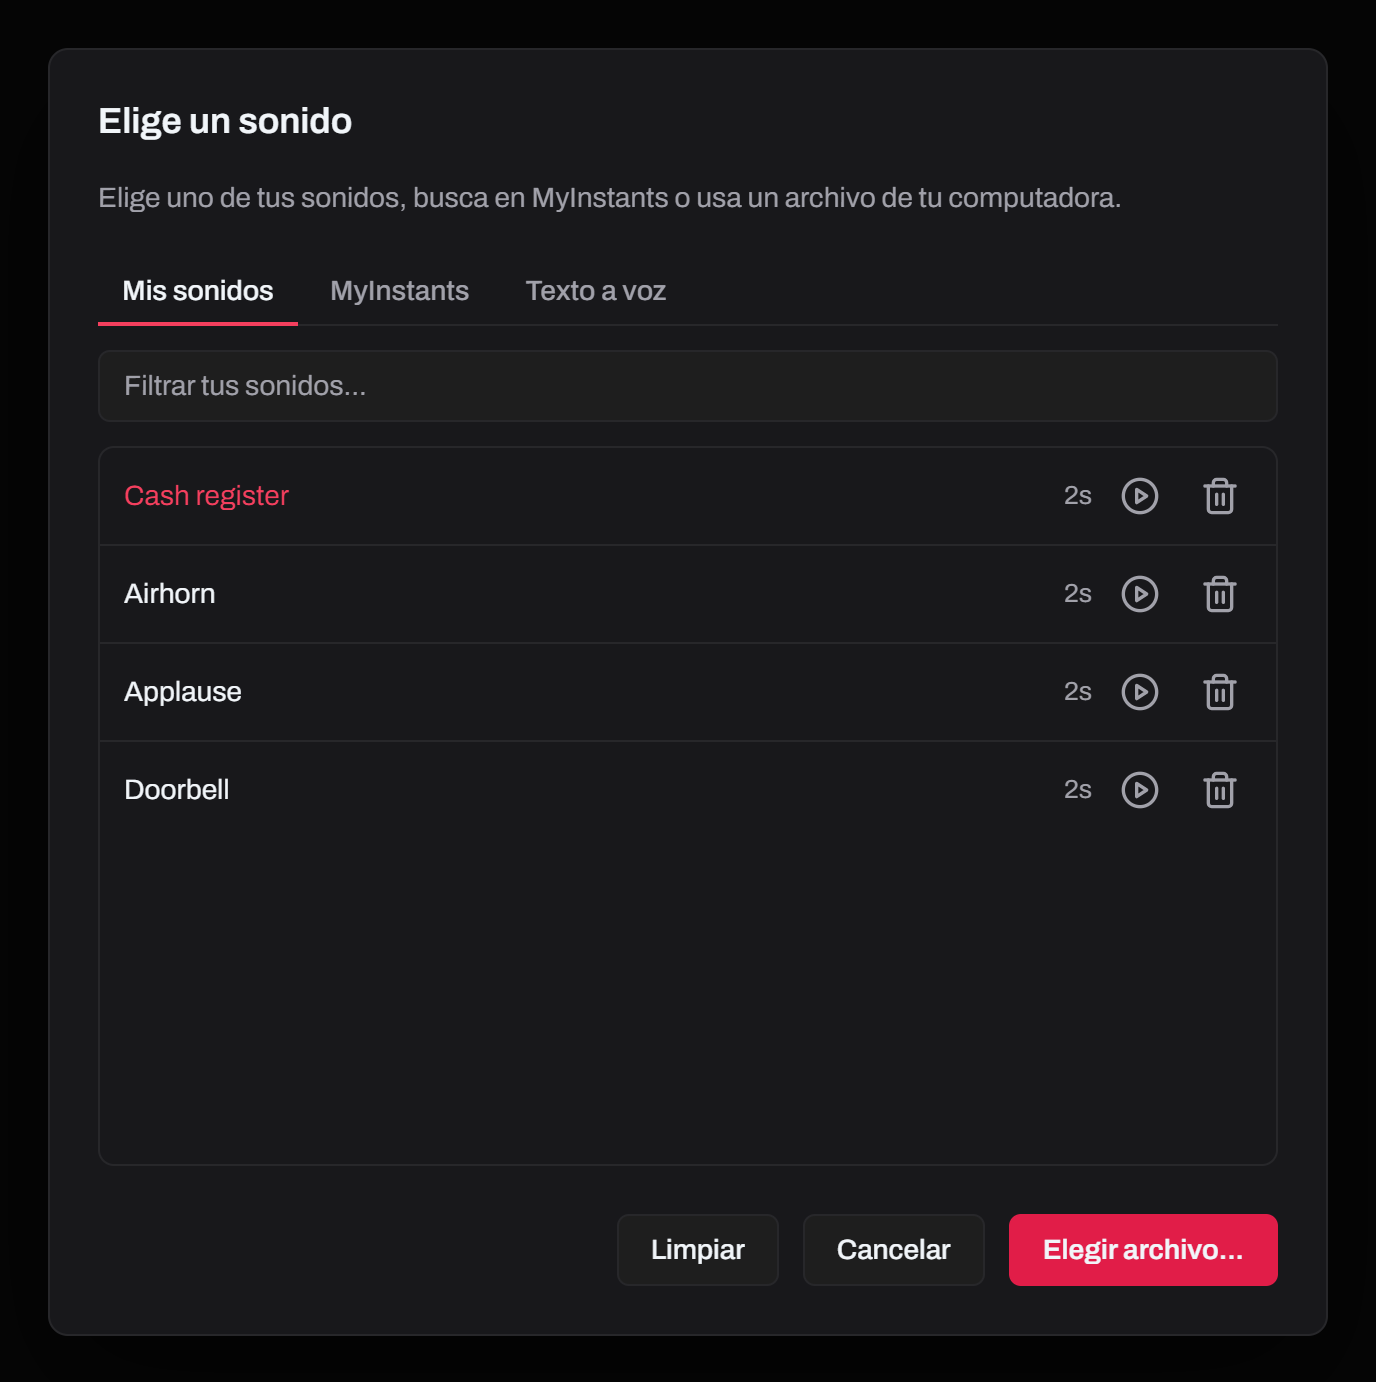 Elige un sonido
Elige uno de tus sonidos, busca en MyInstants o usa un archivo de tu computadora.
Mis sonidos MyInstants Texto a voz
Filtrar tus sonidos...
Cash register 2s
Airhorn 2s
Applause 2s
Doorbell 2s
Limpiar Cancelar Elegir archivo...